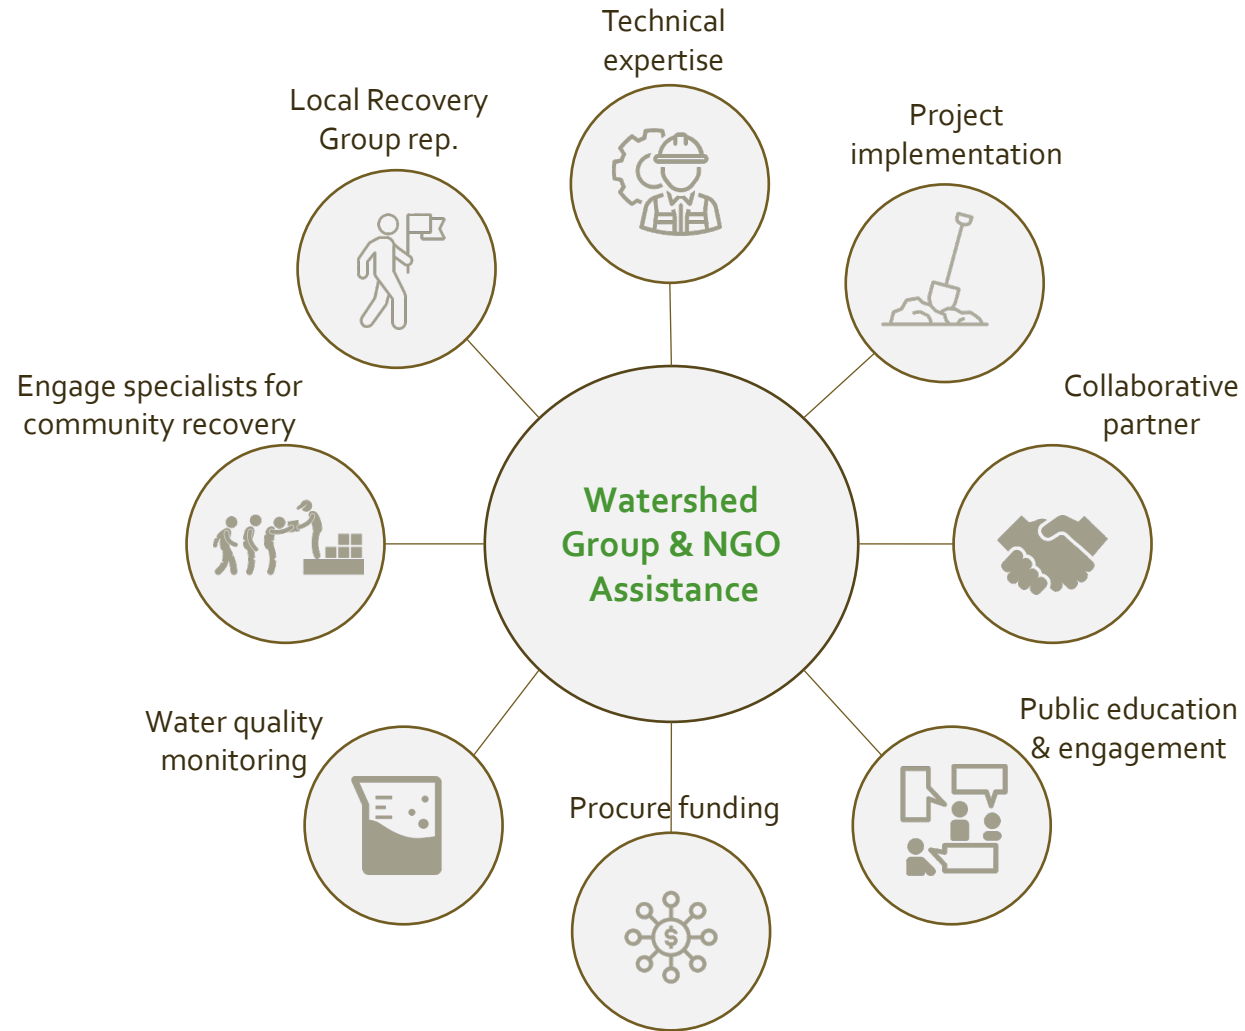 Technical
expertise
Local Recovery
Group rep.
Project
implementation
Engage specialists for
community recovery
Collaborative
partner
Watershed
Group & NGO
Assistance
Water quality
monitoring
Public education
& engagement
Procure funding
$